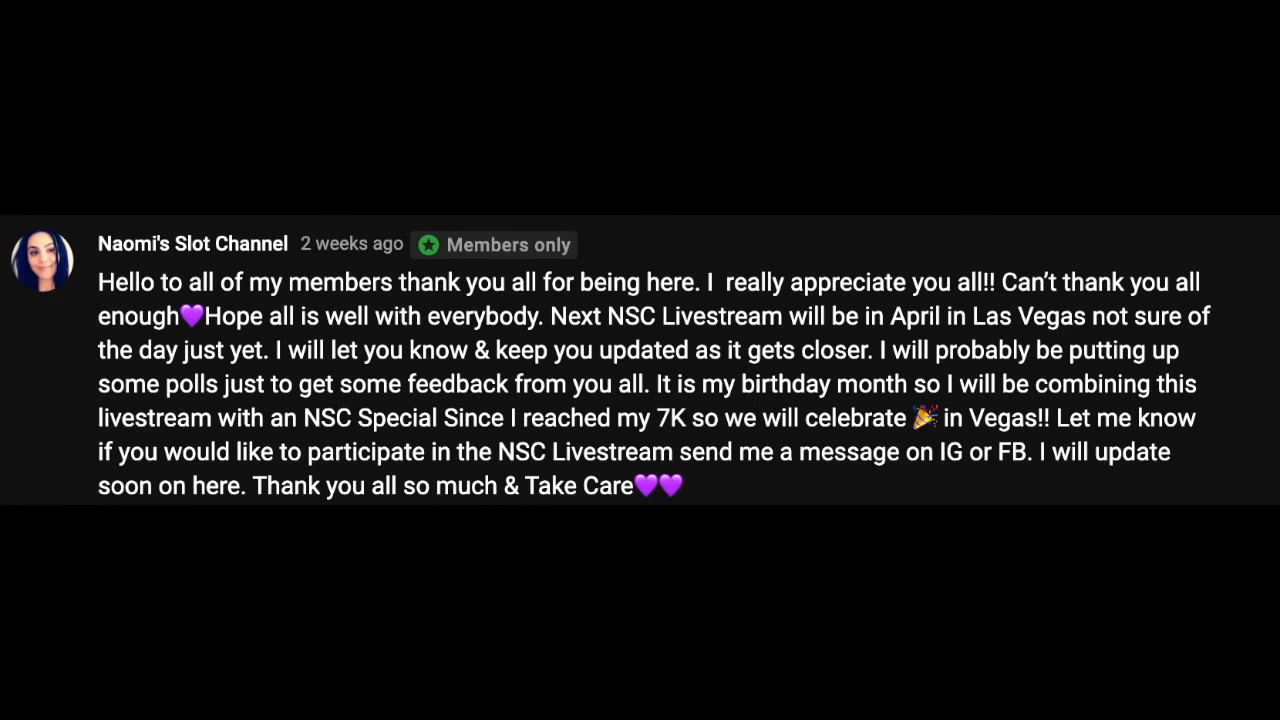 Naomi's Slot Channel 2 weeks ago Members only
Hello to all of my members thank you all for being here. I  really appreciate you all!! Can’t thank you all
enough💜Hope all is well with everybody. Next NSC Livestream will be in April in Las Vegas not sure of
the day just yet. I will let you know & keep you updated as it gets closer. I will probably be putting up
some polls just to get some feedback from you all. It is my birthday month so I will be combining this
livestream with an NSC Special Since I reached my 7K so we will celebrate 🎉 in Vegas!! Let me know
if you would like to participate in the NSC Livestream send me a message on IG or FB. I will update
soon on here. Thank you all so much & Take Care💜💜